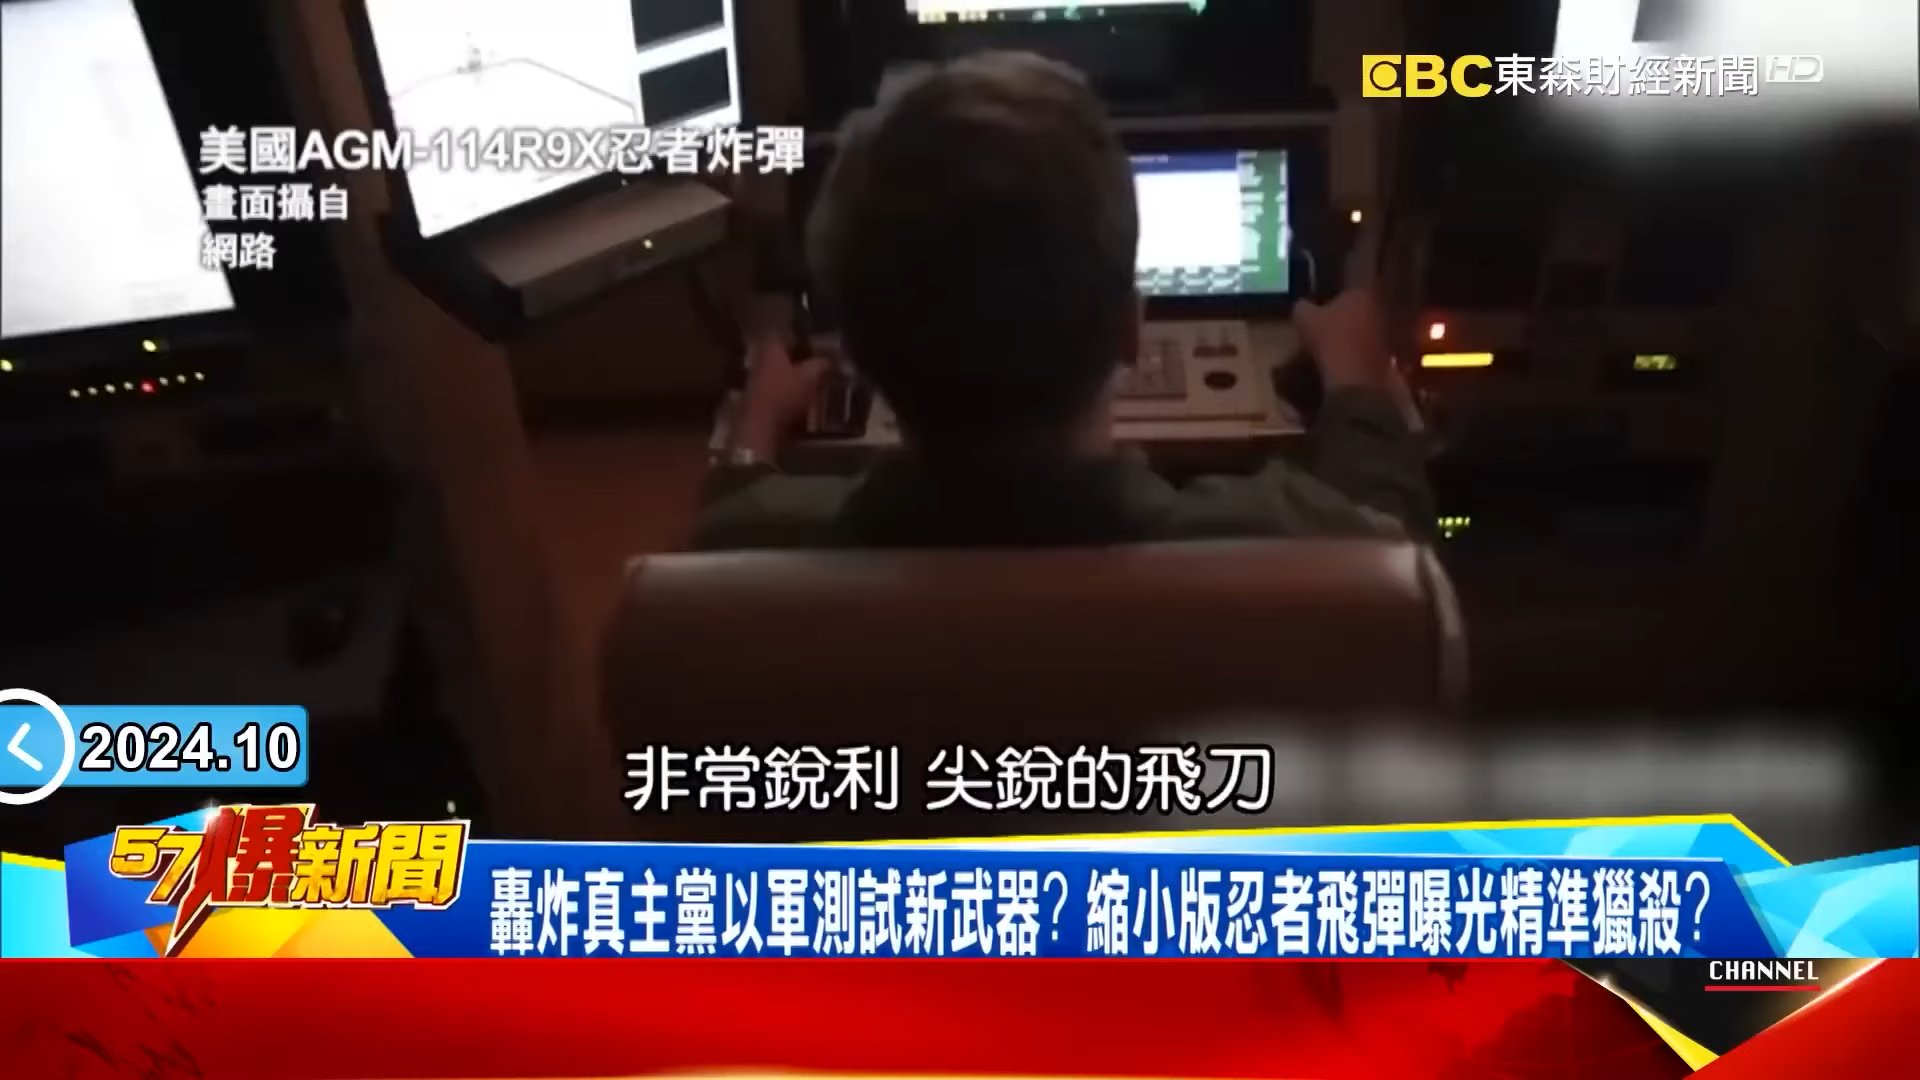 EBC東森財經新聞HD
美國AGM-114R9X忍者炸彈
畫面攝自
網路
2024.10
非常銳利 尖銳的飛刀
57爆新聞
轟炸真主黨以軍測試新武器? 縮小版忍者飛彈曝光精準獵殺?
CHANNEL